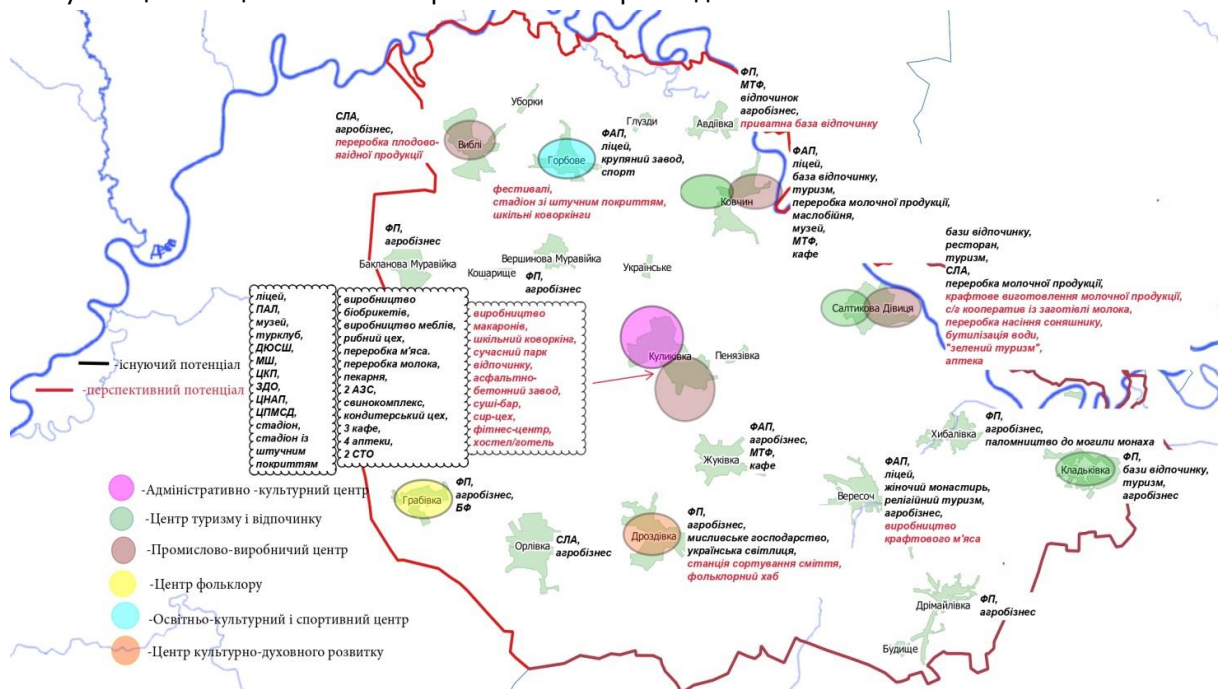 Уборки
Глузди
Авдіївка
ФП,
МТФ,
відпочинок
агробізнес,
приватна база відпочинку
СЛА,
агробізнес,
переробка плодово-
ягідної продукції
Виблі
Горбове
ФАП,
ліцей,
крупяний завод,
спорт
фестивалі,
стадіон зі штучним покриттям,
шкільні коворкінги
Ковчин
ФАП,
ліцей,
база відпочинку,
туризм,
переробка молочної продукції,
маслобійня,
музей,
МТФ,
кафе
ФП,
агробізнес
Бакланова Муравійка
Вершинова Муравійка
Кошарище
ФП,
агробізнес
Українське
бази відпочинку,
ресторан,
туризм,
СЛА,
переробка молочної продукції,
крафтове виготовлення молочної продукції,
с/г кооператив із заготівлі молока,
переробка насіння соняшнику,
бутилізація води,
"зелений туризм",
аптека
Салтикова Дівиця
ліцей,
ПАЛ,
музей,
турклуб,
ДЮСШ,
МШ,
ЦКП,
ЗДО,
ЦНАП,
ЦПМСД,
стадіон,
стадіон із
штучним
покриттям
виробництво
біобрикетів,
виробництво меблів,
рибний цех,
переробка м'яса.
переробка молока,
пекарня,
2 АЗС,
свинокомплекс,
кондитерський цех,
3 кафе,
4 аптеки,
2 СТО
виробництво
макаронів,
шкільний коворкінг,
сучасний парк
відпочинку,
асфальтно-
бетонний завод,
суші-бар,
сир-цех,
фітнес-центр,
хостел/готель
Куликівка
Пенязівка
-існуючий потенціал
-перспективний потенціал
Жуківка
ФАП,
агробізнес,
МТФ,
кафе
Хибалівка
ФП,
агробізнес,
паломництво до могили монаха
Кладьківка
ФП,
бази відпочинку,
туризм,
агробізнес
Вересоч
ФАП,
ліцей,
жіночий монастирь,
релігійний туризм,
агробізнес,
виробництво
крафтового м'яса
Грабівка
ФП,
агробізнес,
БФ
Орлівка
СЛА,
агробізнес
Дроздівка
ФП,
агробізнес,
мисливське господарство,
українська світлиця,
станція сортування сміття,
фольклорний хаб
Дрімайлівка
ФП,
агробізнес
Будище
-Адміністративно -культурний центр
-Центр туризму і відпочинку
-Промислово-виробничий центр
-Центр фольклору
-Освітньо-культурний і спортивний центр
-Центр культурно-духовного розвитку